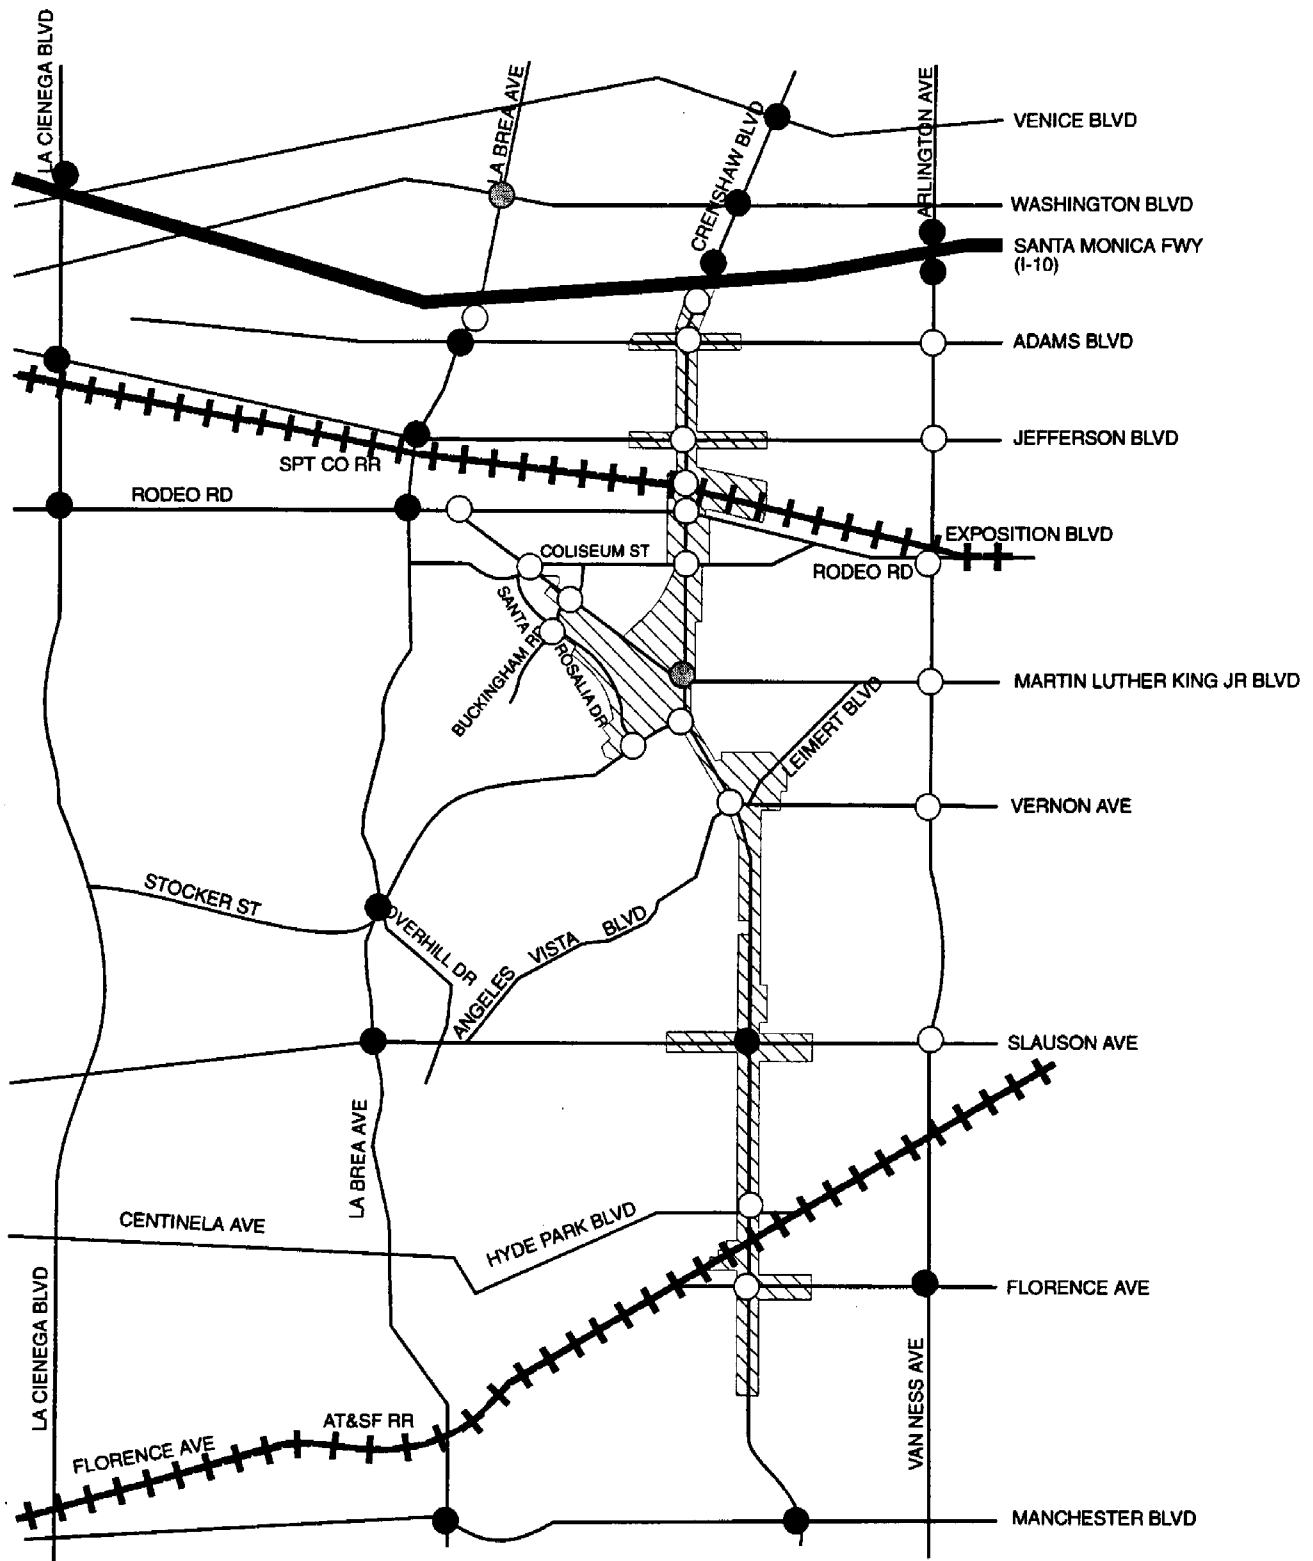 LA CIENEGA BLVD
LA BREA AVE
CRENSHAW BLVD
ARLINGTON AVE
VENICE BLVD
WASHINGTON BLVD
SANTA MONICA FWY
(I-10)
ADAMS BLVD
JEFFERSON BLVD
SPT CO RR
RODEO RD
EXPOSITION BLVD
COLISEUM ST
RODEO RD
SANTA
ROSALIA DR
BUCKINGHAM RD
MARTIN LUTHER KING JR BLVD
LEIMERT BLVD
VERNON AVE
STOCKER ST
OVERHILL DR
ANGELES VISTA BLVD
SLAUSON AVE
LA BREA AVE
CENTINELA AVE
HYDE PARK BLVD
FLORENCE AVE
LA CIENEGA BLVD
VAN NESS AVE
AT&SF RR
FLORENCE AVE
MANCHESTER BLVD